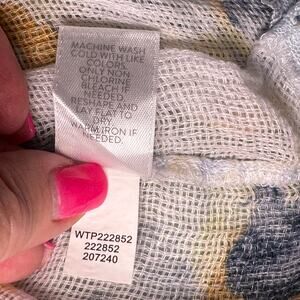 MACHINE WASH
COLD WITH LIKE
COLORS.
ONLY NON
CHLORINE
BLEACH IF
NEEDED.
RESHAPE AND
LAY FLAT TO
DRY.
WARM IRON IF
NEEDED.
WTP222852
222852
207240